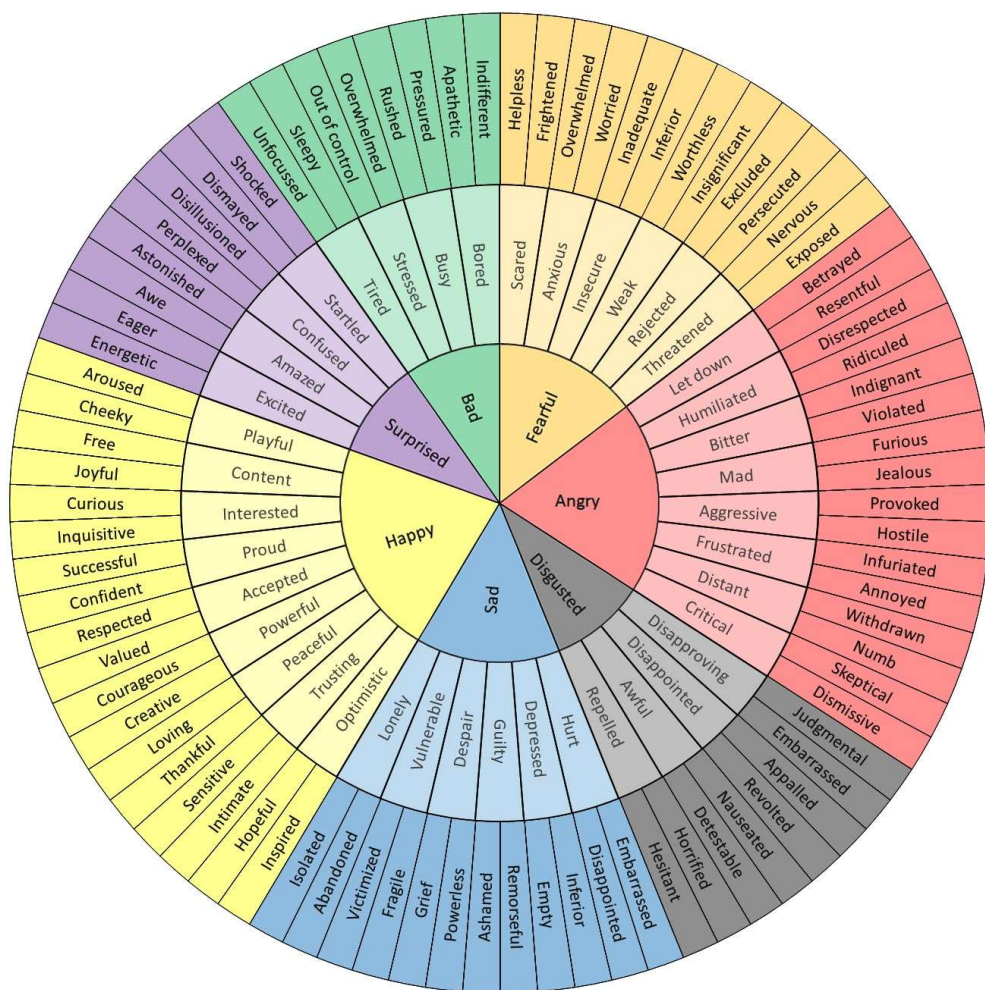 Fearful
Angry
Disgusted
Sad
Happy
Surprised
Bad
Scared
Anxious
Insecure
Weak
Rejected
Threatened
Let down
Humiliated
Bitter
Mad
Aggressive
Frustrated
Distant
Critical
Disapproving
Disappointed
Awful
Repelled
Hurt
Depressed
Guilty
Despair
Vulnerable
Lonely
Optimistic
Trusting
Peaceful
Powerful
Accepted
Proud
Interested
Content
Playful
Excited
Amazed
Confused
Startled
Tired
Stressed
Busy
Bored
Helpless
Frightened
Overwhelmed
Worried
Inadequate
Inferior
Worthless
Insignificant
Excluded
Persecuted
Nervous
Exposed
Betrayed
Resentful
Disrespected
Ridiculed
Indignant
Violated
Furious
Jealous
Provoked
Hostile
Infuriated
Annoyed
Withdrawn
Numb
Skeptical
Dismissive
Judgmental
Embarrassed
Appalled
Revolted
Nauseated
Detestable
Horrified
Hesitant
Embarrassed
Disappointed
Inferior
Empty
Remorseful
Ashamed
Powerless
Grief
Fragile
Victimized
Abandoned
Isolated
Inspired
Hopeful
Intimate
Sensitive
Thankful
Loving
Creative
Courageous
Valued
Respected
Confident
Successful
Inquisitive
Curious
Joyful
Free
Cheeky
Aroused
Energetic
Eager
Awe
Astonished
Perplexed
Disillusioned
Dismayed
Shocked
Unfocussed
Sleepy
Out of control
Overwhelmed
Rushed
Pressured
Apathetic
Indifferent